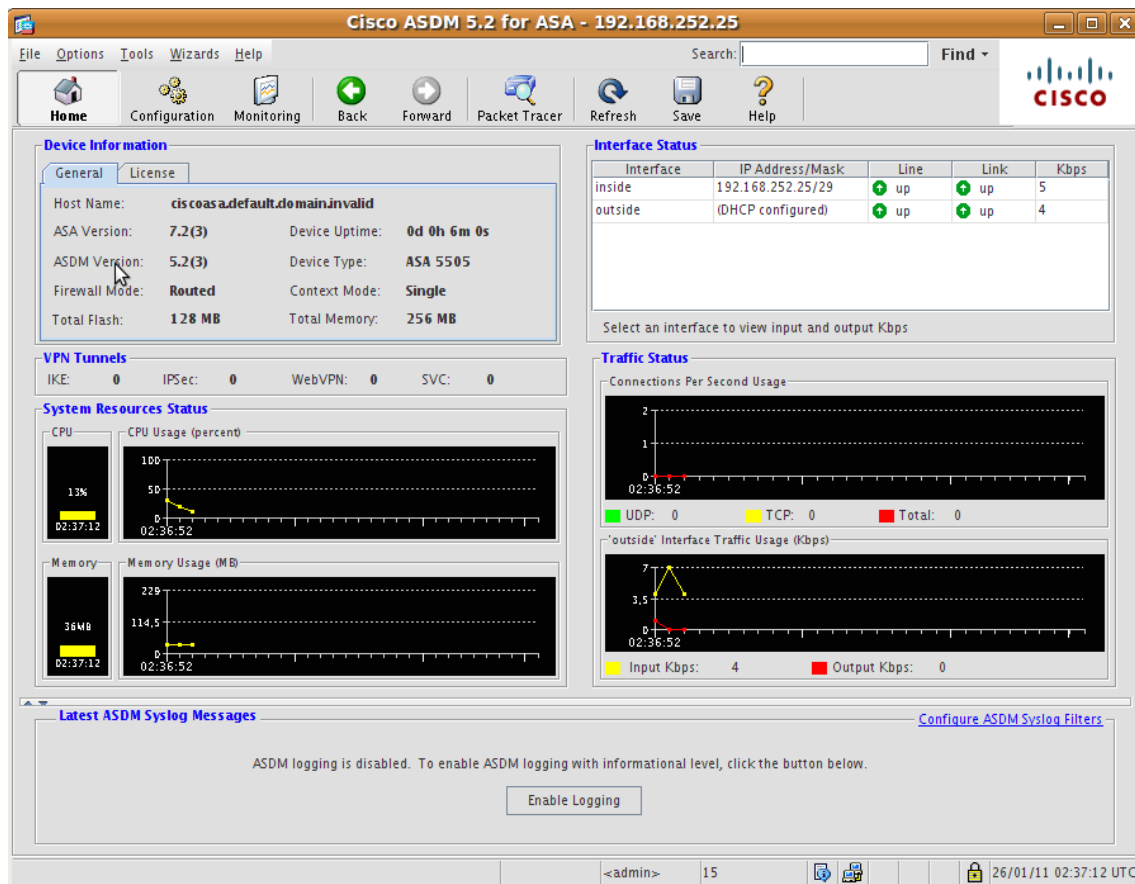 Cisco ASDM 5.2 for ASA - 192.168.252.25
File Options Tools Wizards Help Search: Find
Home Configuration Monitoring Back Forward Packet Tracer Refresh Save Help
CISCO
Device Information
General License
Host Name: ciscoasa.default.domain.invalid
ASA Version: 7.2(3) Device Uptime: 0d 0h 6m 0s
ASDM Version: 5.2(3) Device Type: ASA 5505
Firewall Mode: Routed Context Mode: Single
Total Flash: 128 MB Total Memory: 256 MB
Interface Status
Interface IP Address/Mask Line Link Kbps
inside 192.168.252.25/29 up up 5
outside (DHCP configured) up up 4
Select an interface to view input and output Kbps
VPN Tunnels
IKE: 0 IPSec: 0 WebVPN: 0 SVC: 0
System Resources Status
CPU
13%
02:37:12
CPU Usage (percent)
100
50
0
02:36:52
Memory
36MB
02:37:12
Memory Usage (MB)
229
114,5
0
02:36:52
Traffic Status
Connections Per Second Usage
2
1
0
02:36:52
UDP: 0 TCP: 0 Total: 0
'outside' Interface Traffic Usage (Kbps)
7
3,5
0
02:36:52
Input Kbps: 4 Output Kbps: 0
Latest ASDM Syslog Messages
Configure ASDM Syslog Filters
ASDM logging is disabled. To enable ASDM logging with informational level, click the button below.
Enable Logging
<admin> 15 26/01/11 02:37:12 UTC